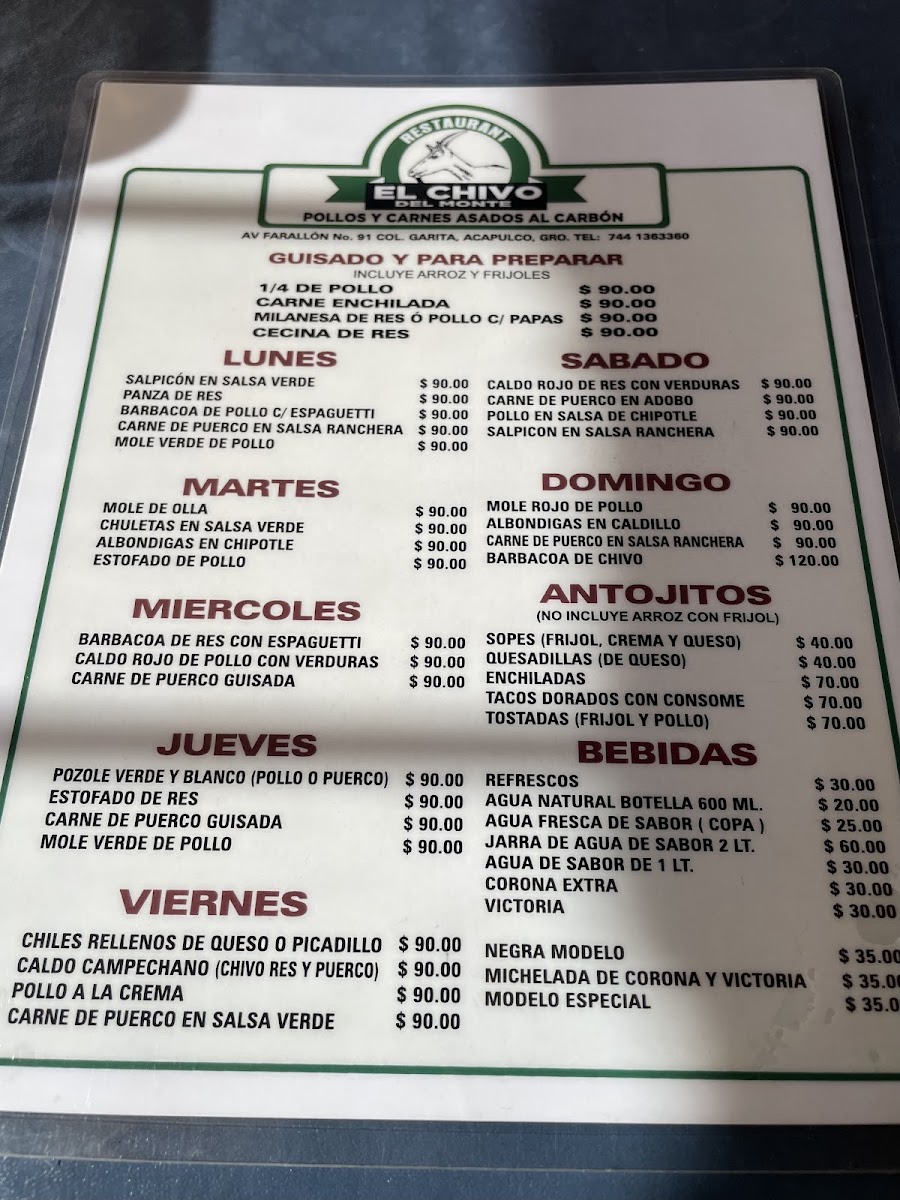 RESTAURANT
EL CHIVO
DEL MONTE
POLLOS Y CARNES ASADOS AL CARBÓN
AV FARALLÓN No. 91 COL. GARITA, ACAPULCO, GRO. TEL: 744 1363360
GUISADO Y PARA PREPARAR
INCLUYE ARROZ Y FRIJOLES
1/4 DE POLLO $ 90.00
CARNE ENCHILADA $ 90.00
MILANESA DE RES Ó POLLO C/ PAPAS $ 90.00
CECINA DE RES $ 90.00
LUNES
SALPICÓN EN SALSA VERDE $ 90.00
PANZA DE RES $ 90.00
BARBACOA DE POLLO C/ ESPAGUETTI $ 90.00
CARNE DE PUERCO EN SALSA RANCHERA $ 90.00
MOLE VERDE DE POLLO $ 90.00
MARTES
MOLE DE OLLA $ 90.00
CHULETAS EN SALSA VERDE $ 90.00
ALBONDIGAS EN CHIPOTLE $ 90.00
ESTOFADO DE POLLO $ 90.00
MIERCOLES
BARBACOA DE RES CON ESPAGUETTI $ 90.00
CALDO ROJO DE POLLO CON VERDURAS $ 90.00
CARNE DE PUERCO GUISADA $ 90.00
JUEVES
POZOLE VERDE Y BLANCO (POLLO O PUERCO) $ 90.00
ESTOFADO DE RES $ 90.00
CARNE DE PUERCO GUISADA $ 90.00
MOLE VERDE DE POLLO $ 90.00
VIERNES
CHILES RELLENOS DE QUESO O PICADILLO $ 90.00
CALDO CAMPECHANO (CHIVO RES Y PUERCO) $ 90.00
POLLO A LA CREMA $ 90.00
CARNE DE PUERCO EN SALSA VERDE $ 90.00
SABADO
CALDO ROJO DE RES CON VERDURAS $ 90.00
CARNE DE PUERCO EN ADOBO $ 90.00
POLLO EN SALSA DE CHIPOTLE $ 90.00
SALPICON EN SALSA RANCHERA $ 90.00
DOMINGO
MOLE ROJO DE POLLO $ 90.00
ALBONDIGAS EN CALDILLO $ 90.00
CARNE DE PUERCO EN SALSA RANCHERA $ 90.00
BARBACOA DE CHIVO $ 120.00
ANTOJITOS
(NO INCLUYE ARROZ CON FRIJOL)
SOPES (FRIJOL, CREMA Y QUESO) $ 40.00
QUESADILLAS (DE QUESO) $ 40.00
ENCHILADAS $ 70.00
TACOS DORADOS CON CONSOME $ 70.00
TOSTADAS (FRIJOL Y POLLO) $ 70.00
BEBIDAS
REFRESCOS $ 30.00
AGUA NATURAL BOTELLA 600 ML. $ 20.00
AGUA FRESCA DE SABOR ( COPA ) $ 25.00
JARRA DE AGUA DE SABOR 2 LT. $ 60.00
AGUA DE SABOR DE 1 LT. $ 30.00
CORONA EXTRA $ 30.00
VICTORIA $ 30.00
NEGRA MODELO $ 35.00
MICHELADA DE CORONA Y VICTORIA $ 35.00
MODELO ESPECIAL $ 35.0